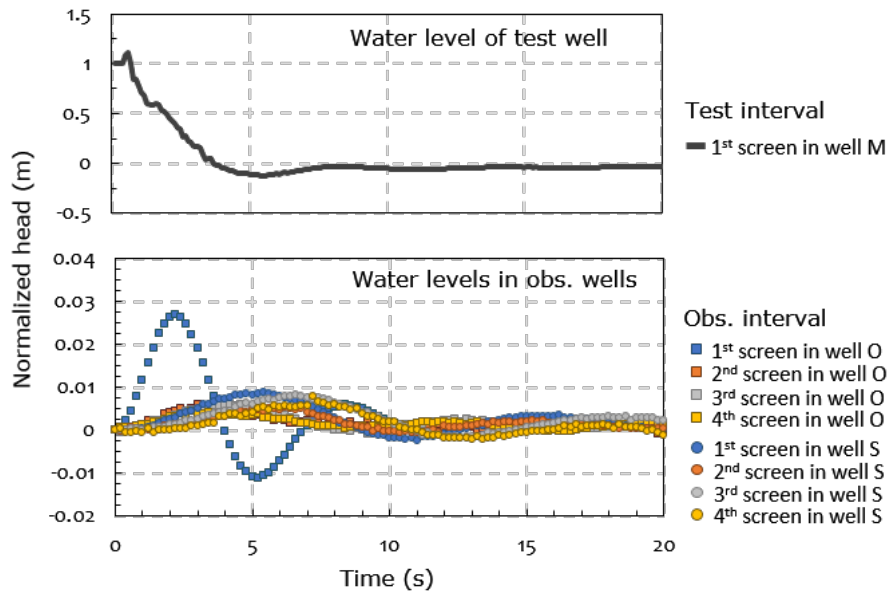 Water level of test well
1.5
1
0.5
0
-0.5
Test interval
1st screen in well M
Normalized head (m)
Water levels in obs. wells
0.04
0.03
0.02
0.01
0
-0.01
-0.02
Obs. interval
1st screen in well O
2nd screen in well O
3rd screen in well O
4th screen in well O
1st screen in well S
2nd screen in well S
3rd screen in well S
4th screen in well S
0 5 10 15 20
Time (s)